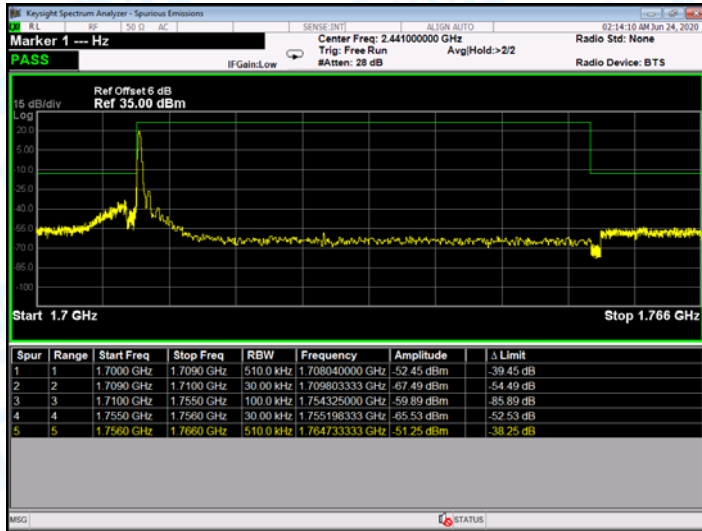 Keysight Spectrum Analyzer - Spurious Emissions
RL RF 50 Ω AC SENSE:INT ALIGN AUTO 02:14:10 AM Jun 24, 2020
Marker 1 --- Hz
Center Freq: 2.441000000 GHz
Radio Std: None
Trig: Free Run
Avg|Hold:>2/2
PASS
IFGain:Low
#Atten: 28 dB
Radio Device: BTS
Ref Offset 6 dB
15 dB/div Ref 35.00 dBm
Log
20.0
5.00
-10.0
-25.0
-40.0
-55.0
-70.0
-85.0
-100
Start 1.7 GHz Stop 1.766 GHz
Spur Range Start Freq Stop Freq RBW Frequency Amplitude Δ Limit
1 1 1.7000 GHz 1.7090 GHz 510.0 kHz 1.708040000 GHz -52.45 dBm -39.45 dB
2 2 1.7090 GHz 1.7100 GHz 30.00 kHz 1.709803333 GHz -67.49 dBm -54.49 dB
3 3 1.7100 GHz 1.7550 GHz 100.0 kHz 1.754325000 GHz -59.89 dBm -85.89 dB
4 4 1.7550 GHz 1.7560 GHz 30.00 kHz 1.755198333 GHz -65.53 dBm -52.53 dB
5 5 1.7560 GHz 1.7660 GHz 510.0 kHz 1.764733333 GHz -51.25 dBm -38.25 dB
MSG STATUS